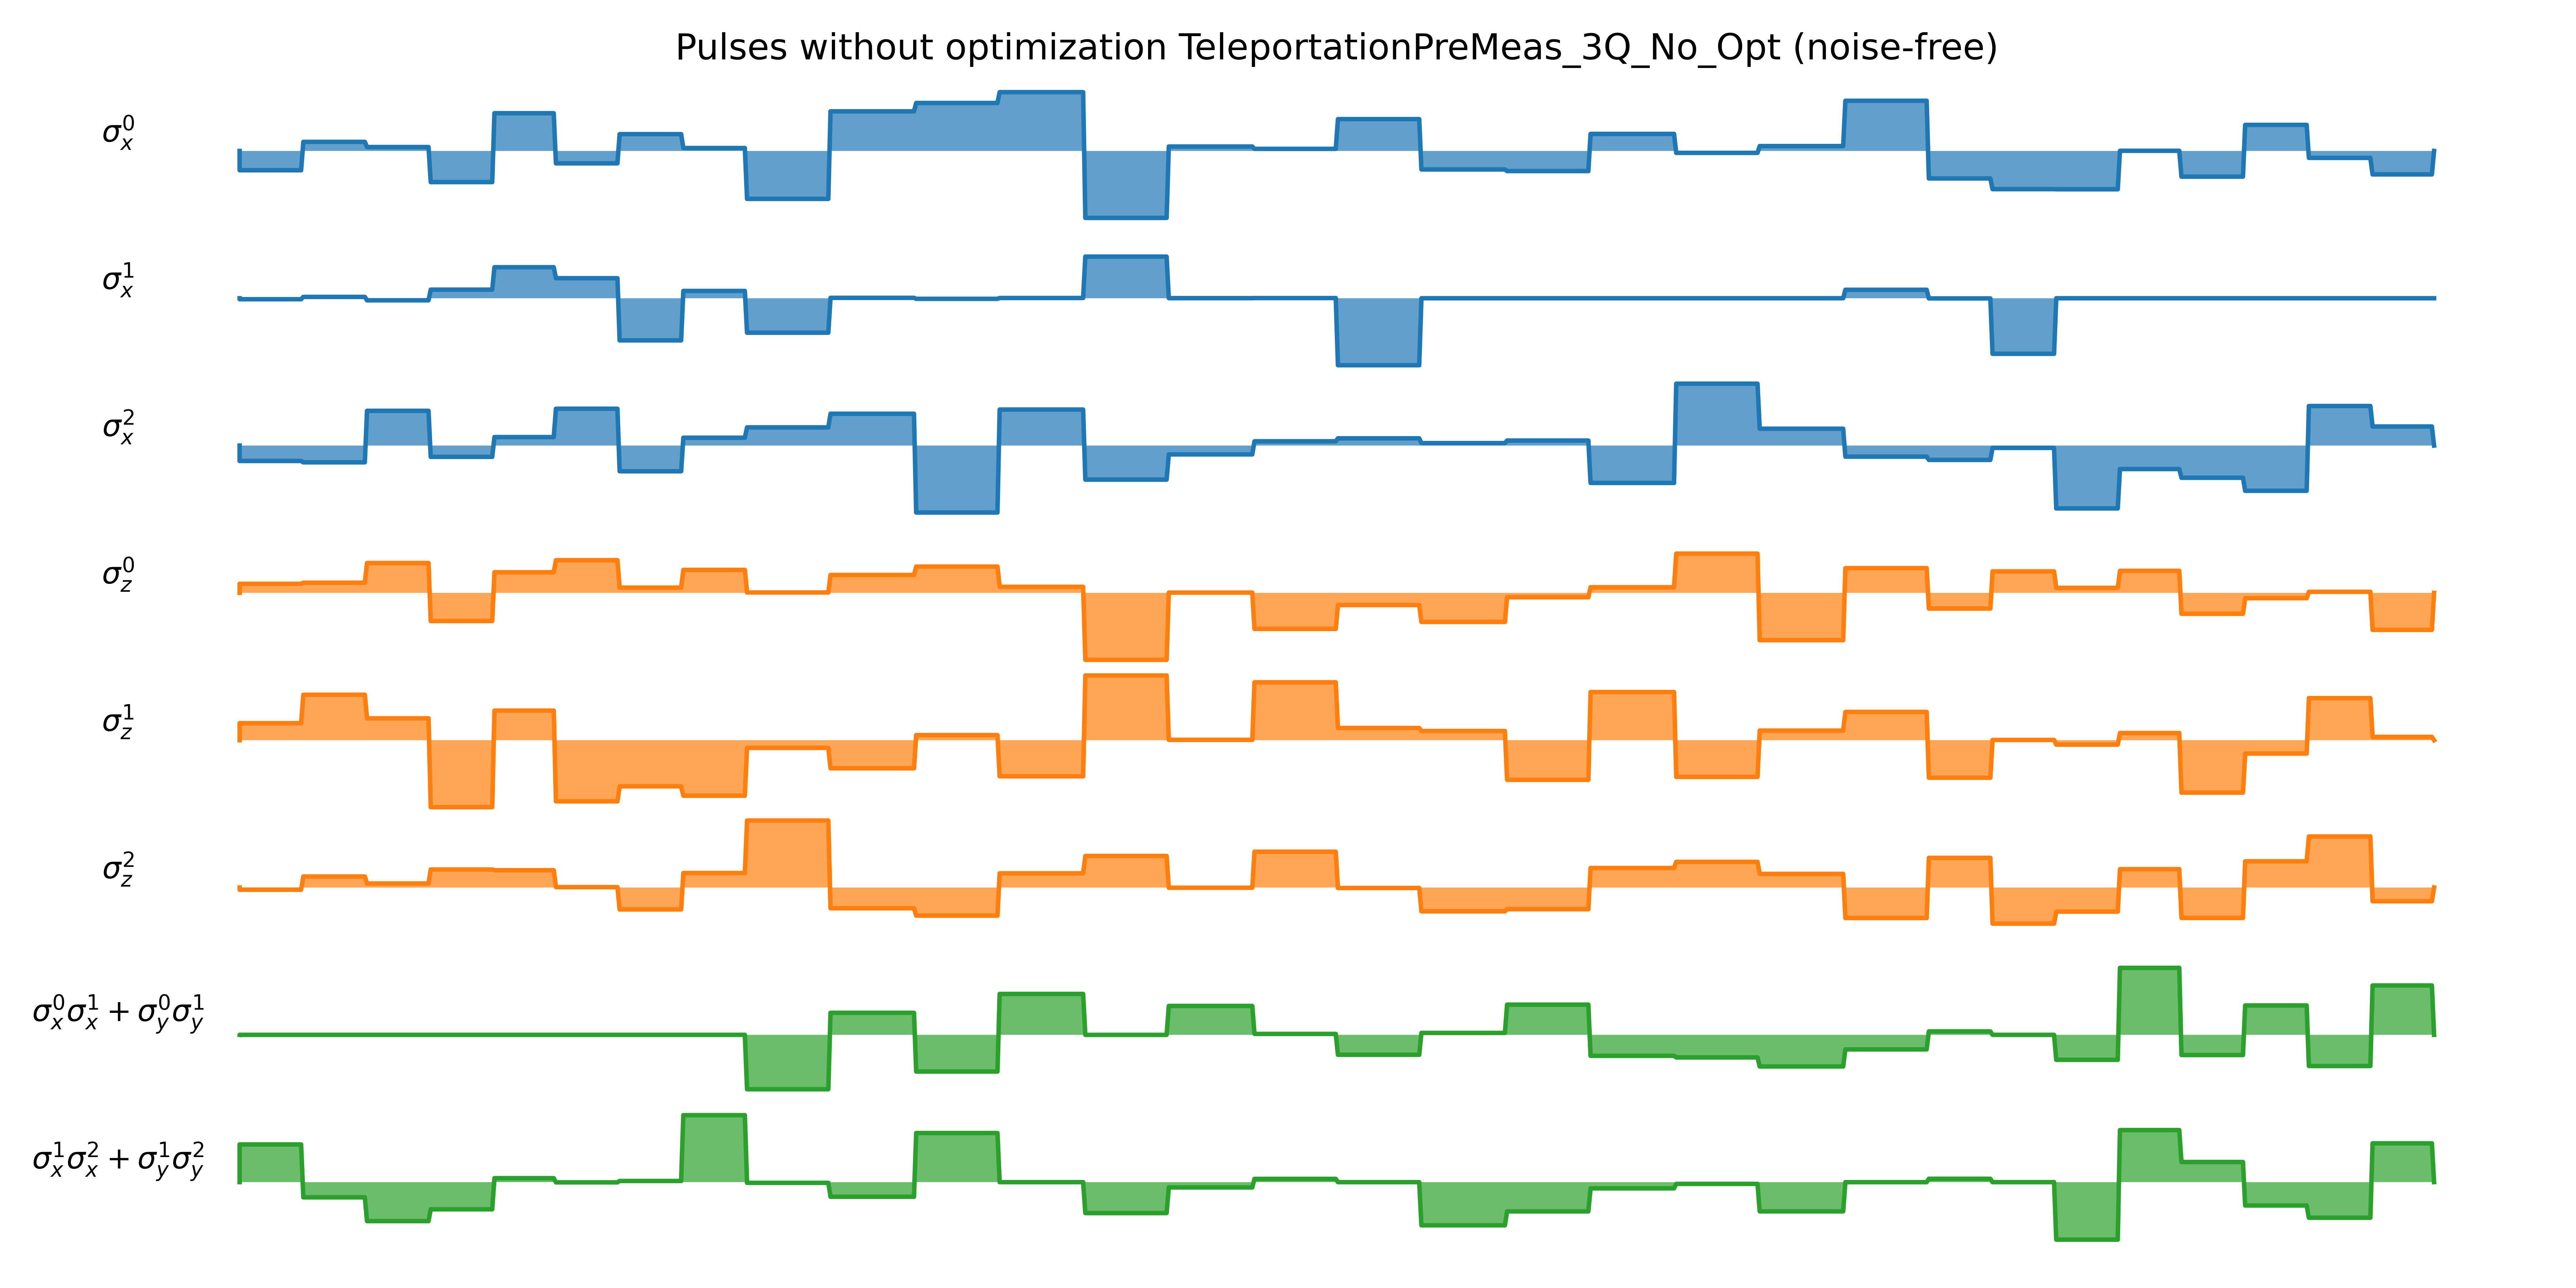 Pulses without optimization TeleportationPreMeas_3Q_No_Opt (noise-free)
σ_x^0
σ_x^1
σ_x^2
σ_z^0
σ_z^1
σ_z^2
σ_x^0σ_x^1 + σ_y^0σ_y^1
σ_x^1σ_x^2 + σ_y^1σ_y^2